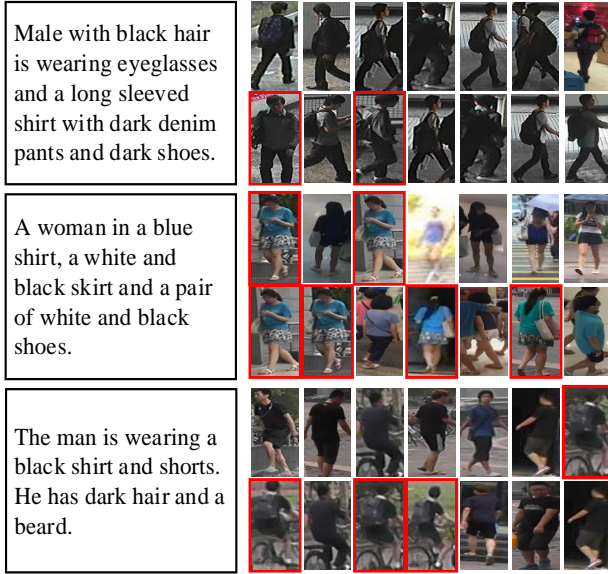 Male with black hair
is wearing eyeglasses
and a long sleeved
shirt with dark denim
pants and dark shoes.
A woman in a blue
shirt, a white and
black skirt and a pair
of white and black
shoes.
The man is wearing a
black shirt and shorts.
He has dark hair and a
beard.